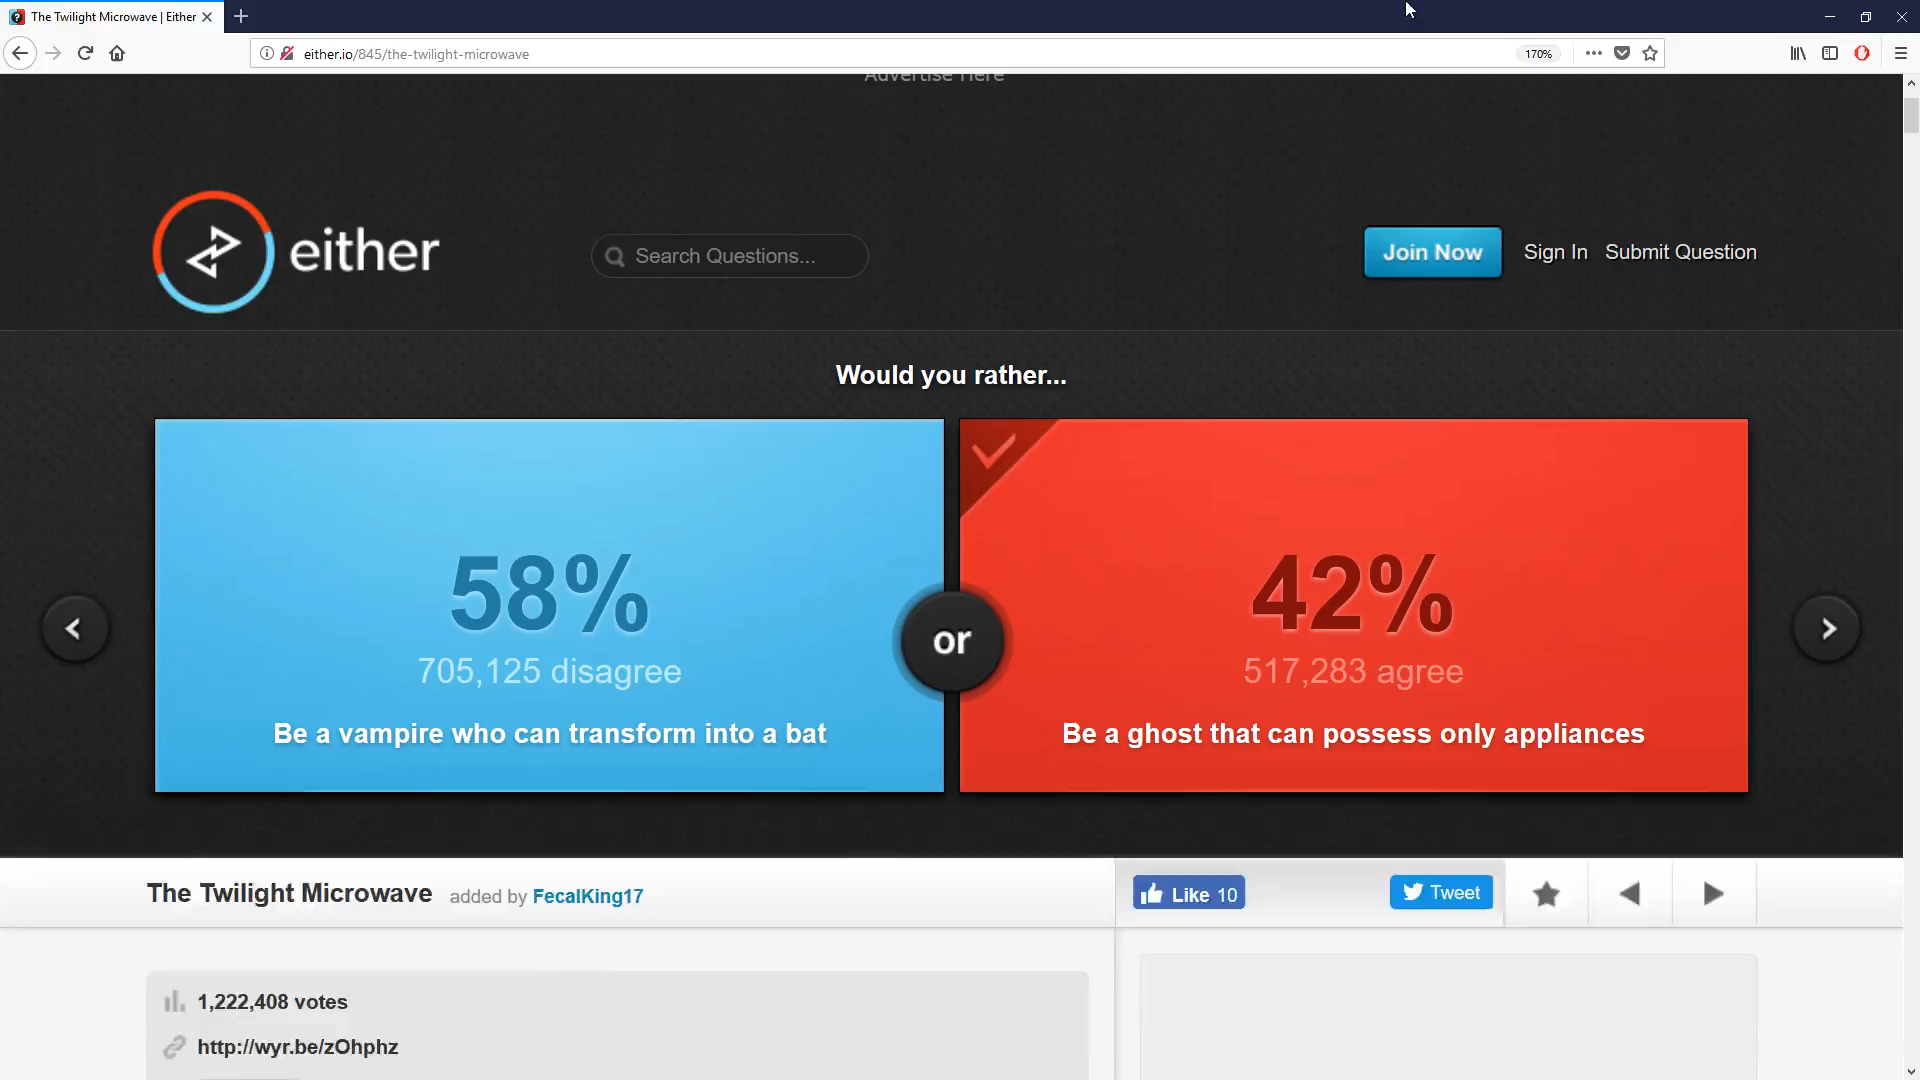 The Twilight Microwave | Either
either.io/845/the-twilight-microwave
170%
Advertise Here
either
Search Questions...
Join Now
Sign In
Submit Question
Would you rather...
58%
705,125 disagree
Be a vampire who can transform into a bat
or
42%
517,283 agree
Be a ghost that can possess only appliances
The Twilight Microwave added by FecalKing17
Like 10
Tweet
1,222,408 votes
http://wyr.be/zOhphz